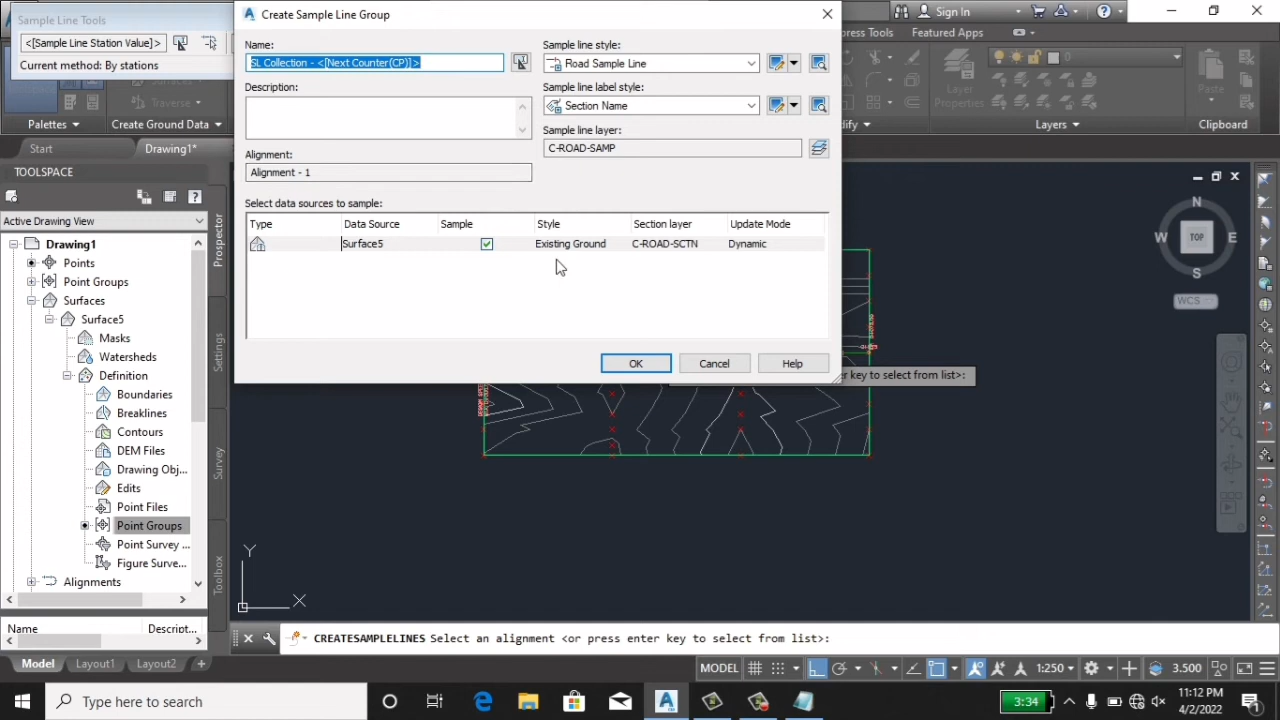 Sample Line Tools
<[Sample Line Station Value]>
Current method: By stations
Create Sample Line Group
Name:
SL Collection - <[Next Counter(CP)]>
Description:
Alignment:
Alignment - 1
Sample line style:
Road Sample Line
Sample line label style:
Section Name
Sample line layer:
C-ROAD-SAMP
Select data sources to sample:
Type Data Source Sample Style Section layer Update Mode
Surface5 Existing Ground C-ROAD-SCTN Dynamic
OK Cancel Help
Sign In
ress Tools Featured Apps
Traverse
Palettes Create Ground Data
Layer
Properties
Paste
dify Layers Clipboard
Start Drawing1*
TOOLSPACE
Active Drawing View
Drawing1
Points
Point Groups
Surfaces
Surface5
Masks
Watersheds
Definition
Boundaries
Breaklines
Contours
DEM Files
Drawing Obj...
Edits
Point Files
Point Groups
Point Survey ...
Figure Surve...
Alignments
Name Descript...
Prospector
Settings
Survey
Toolbox
N
W TOP E
S
WCS
er key to select from list>:
Y
X
CREATESAMPLELINES Select an alignment <or press enter key to select from list>:
Model Layout1 Layout2 +
MODEL 1:250 3.500
Type here to search
3:34
11:12 PM
4/2/2022
1